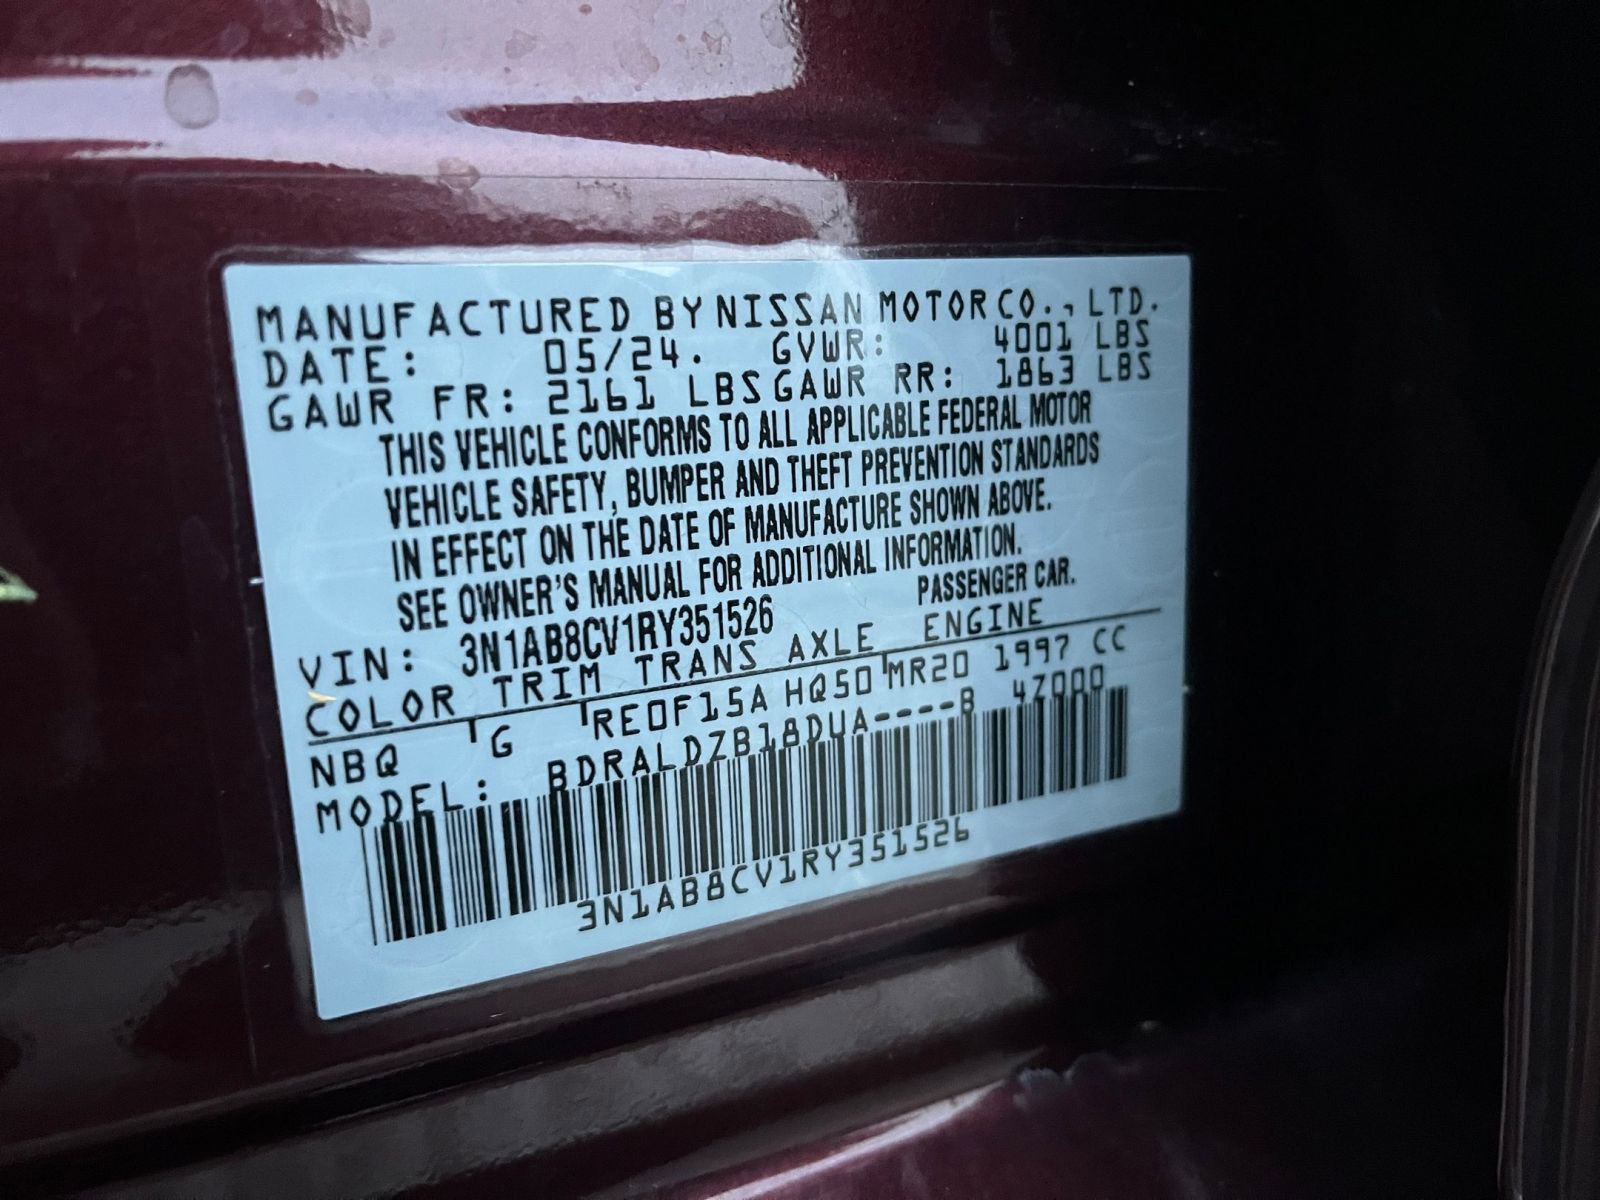 MANUFACTURED BY NISSAN MOTOR CO., LTD.
DATE: 05/24. GVWR: 4001 LBS
GAWR FR: 2161 LBS GAWR RR: 1863 LBS
THIS VEHICLE CONFORMS TO ALL APPLICABLE FEDERAL MOTOR
VEHICLE SAFETY, BUMPER AND THEFT PREVENTION STANDARDS
IN EFFECT ON THE DATE OF MANUFACTURE SHOWN ABOVE.
SEE OWNER'S MANUAL FOR ADDITIONAL INFORMATION.
VIN: 3N1AB8CV1RY351526 PASSENGER CAR.
COLOR TRIM TRANS AXLE ENGINE
NBQ G RE0F15A HQ50 MR20 1997 CC
MODEL: BDRALDZB18DUA----B 4Z000
3N1AB8CV1RY351526